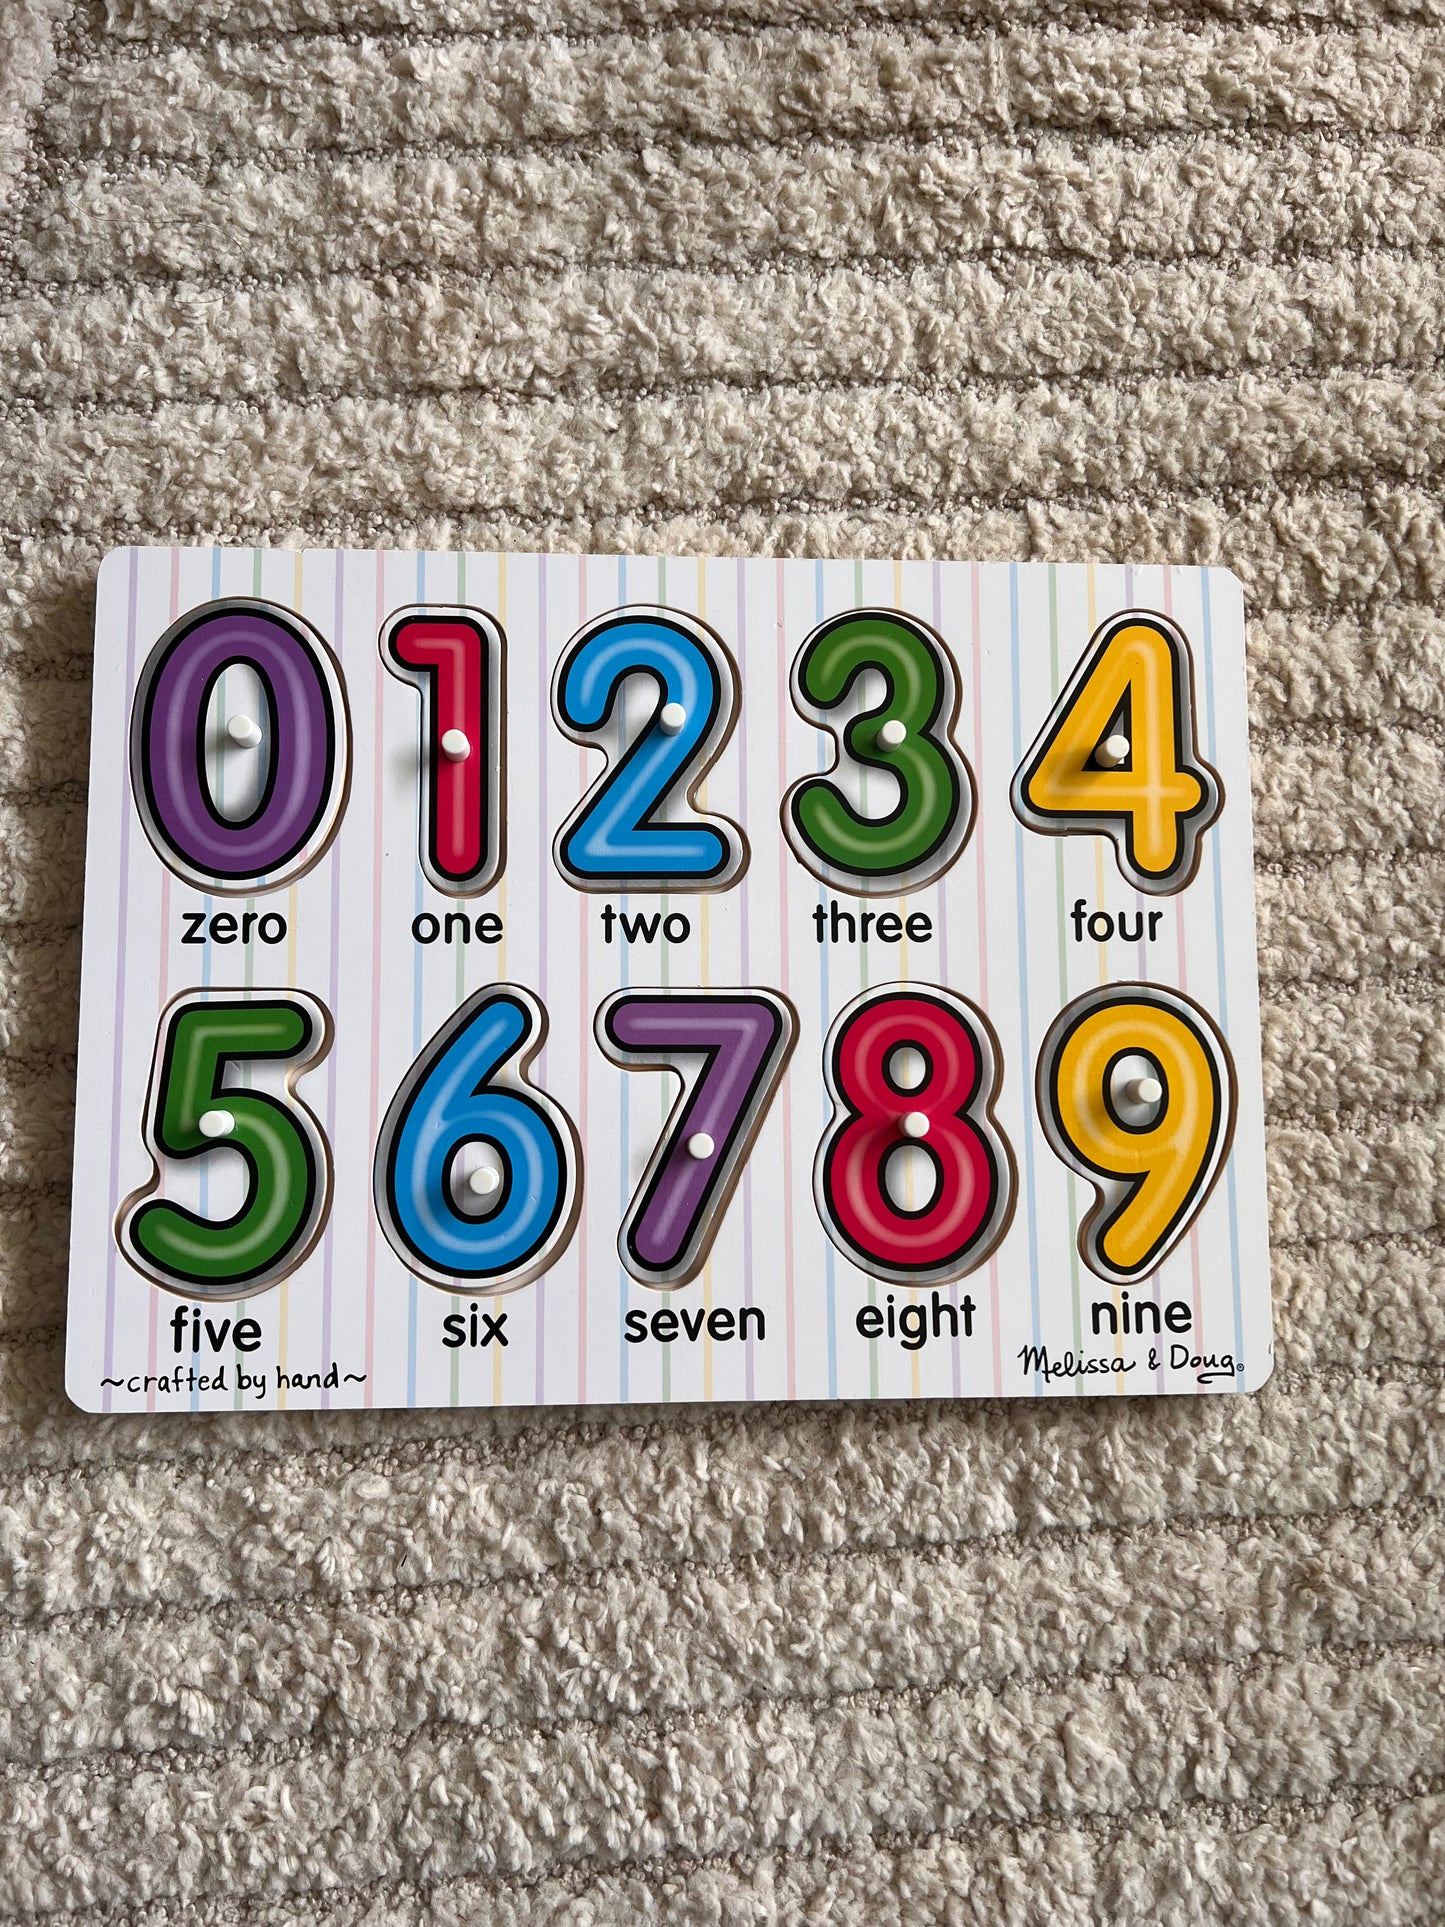 0 1 2 3 4
zero one two three four
5 6 7 8 9
five six seven eight nine
~crafted by hand~ Melissa & Doug®